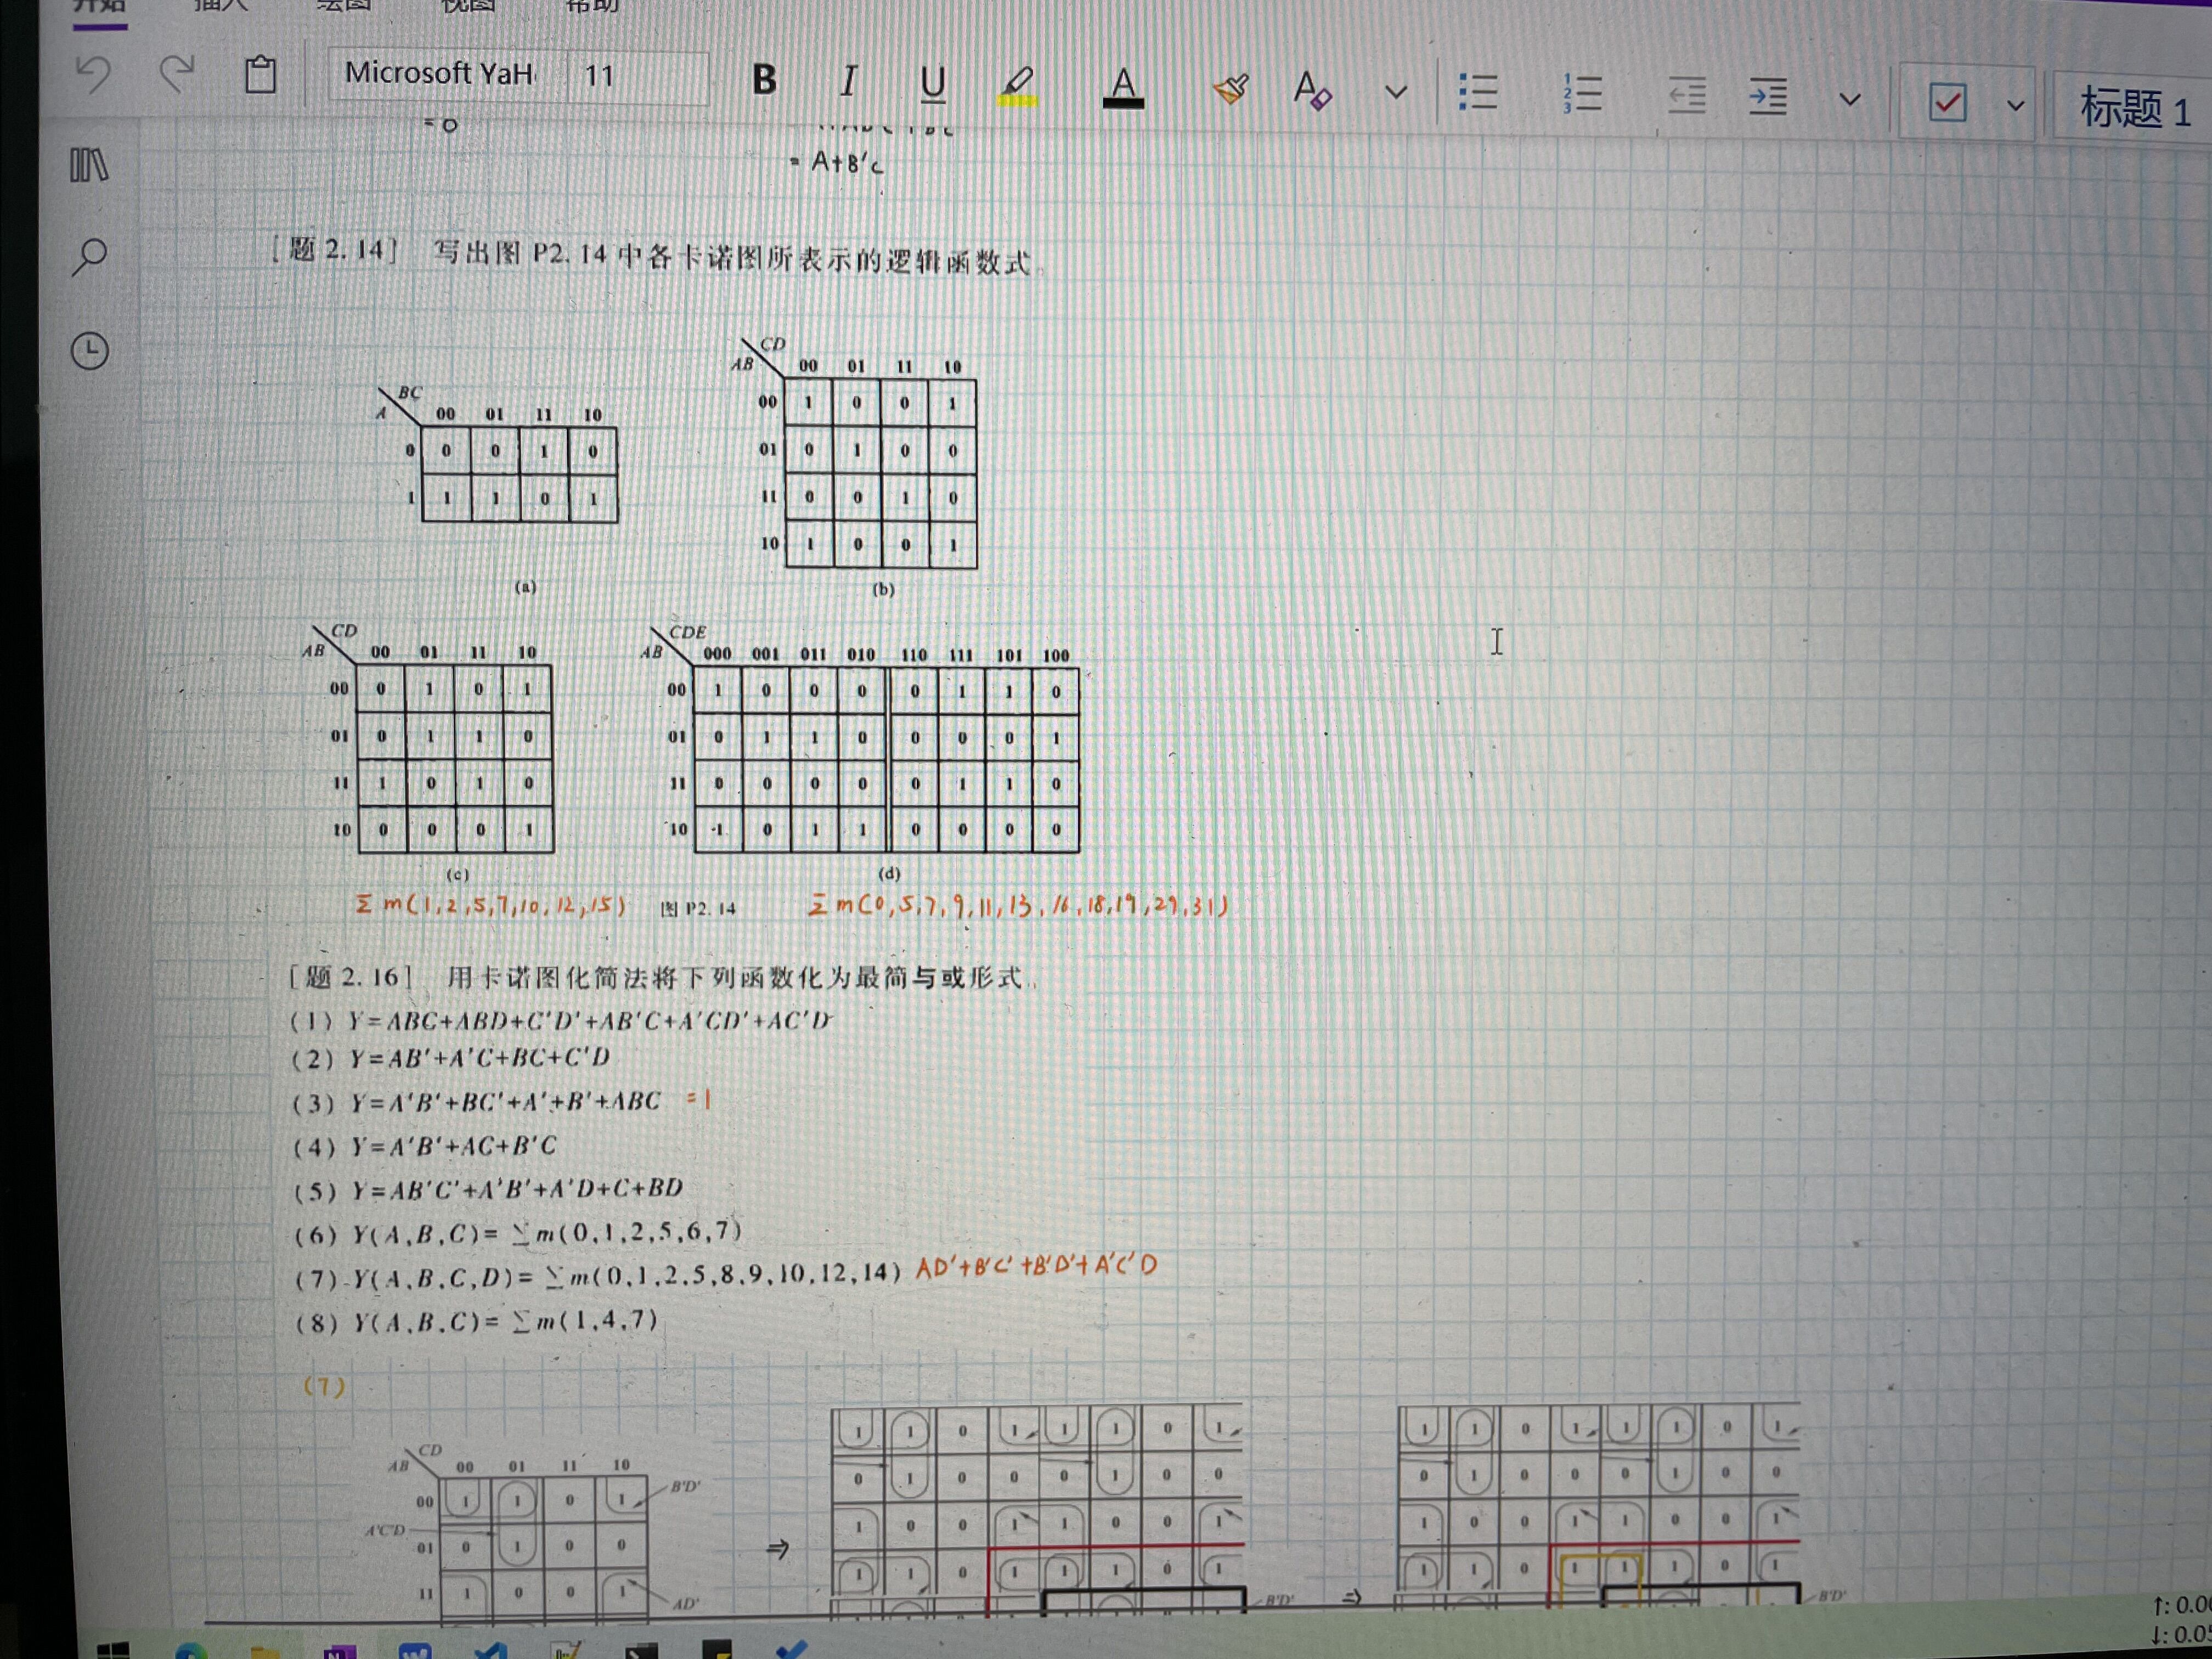 开始 插入 绘图 视图 帮助
Microsoft YaH 11 B I U A A 标题 1
= 0
= A+B'C
[题 2.14] 写出图 P2.14 中各卡诺图所表示的逻辑函数式。
BC
A 00 01 11 10
0 0 0 1 0
1 1 1 0 1
(a)
CD
AB 00 01 11 10
00 1 0 0 1
01 0 1 0 0
11 0 0 1 0
10 1 0 0 1
(b)
CD
AB 00 01 11 10
00 0 1 0 1
01 0 1 1 0
11 1 0 1 0
10 0 0 0 1
(c)
CDE
AB 000 001 011 010 110 111 101 100
00 1 0 0 0 0 1 1 0
01 0 1 1 0 0 0 0 1
11 0 0 0 0 0 1 1 0
10 1 0 1 1 0 0 0 0
(d)
Σm(1,2,5,7,10,12,15) 图 P2.14 Σm(0,5,7,9,11,13,16,18,19,29,31)
[题 2.16] 用卡诺图化简法将下列函数化为最简与或形式。
(1) Y=ABC+ABD+C'D'+AB'C+A'CD'+AC'D
(2) Y=AB'+A'C+BC+C'D
(3) Y=A'B'+BC'+A'+B'+ABC =1
(4) Y=A'B'+AC+B'C
(5) Y=AB'C'+A'B'+A'D+C+BD
(6) Y(A,B,C)= Σm(0,1,2,5,6,7)
(7) Y(A,B,C,D)= Σm(0,1,2,5,8,9,10,12,14) AD'+B'C'+B'D'+A'C'D
(8) Y(A,B,C)= Σm(1,4,7)
(7)
CD
AB 00 01 11 10
00 1 1 0 1 B'D'
A'C'D
01 0 1 0 0
11 1 0 0 1 AD'
⇒
1 1 0 1 1 1 0 1
0 1 0 0 0 1 0 0
1 0 0 1 1 0 0 1
1 1 0 1 1 1 0 1
B'D'
⇒
1 1 0 1 1 1 0 1
0 1 0 0 0 1 0 0
1 0 0 1 1 0 0 1
1 1 0 1 1 1 0 1
B'D'
↑: 0.0
↓: 0.05